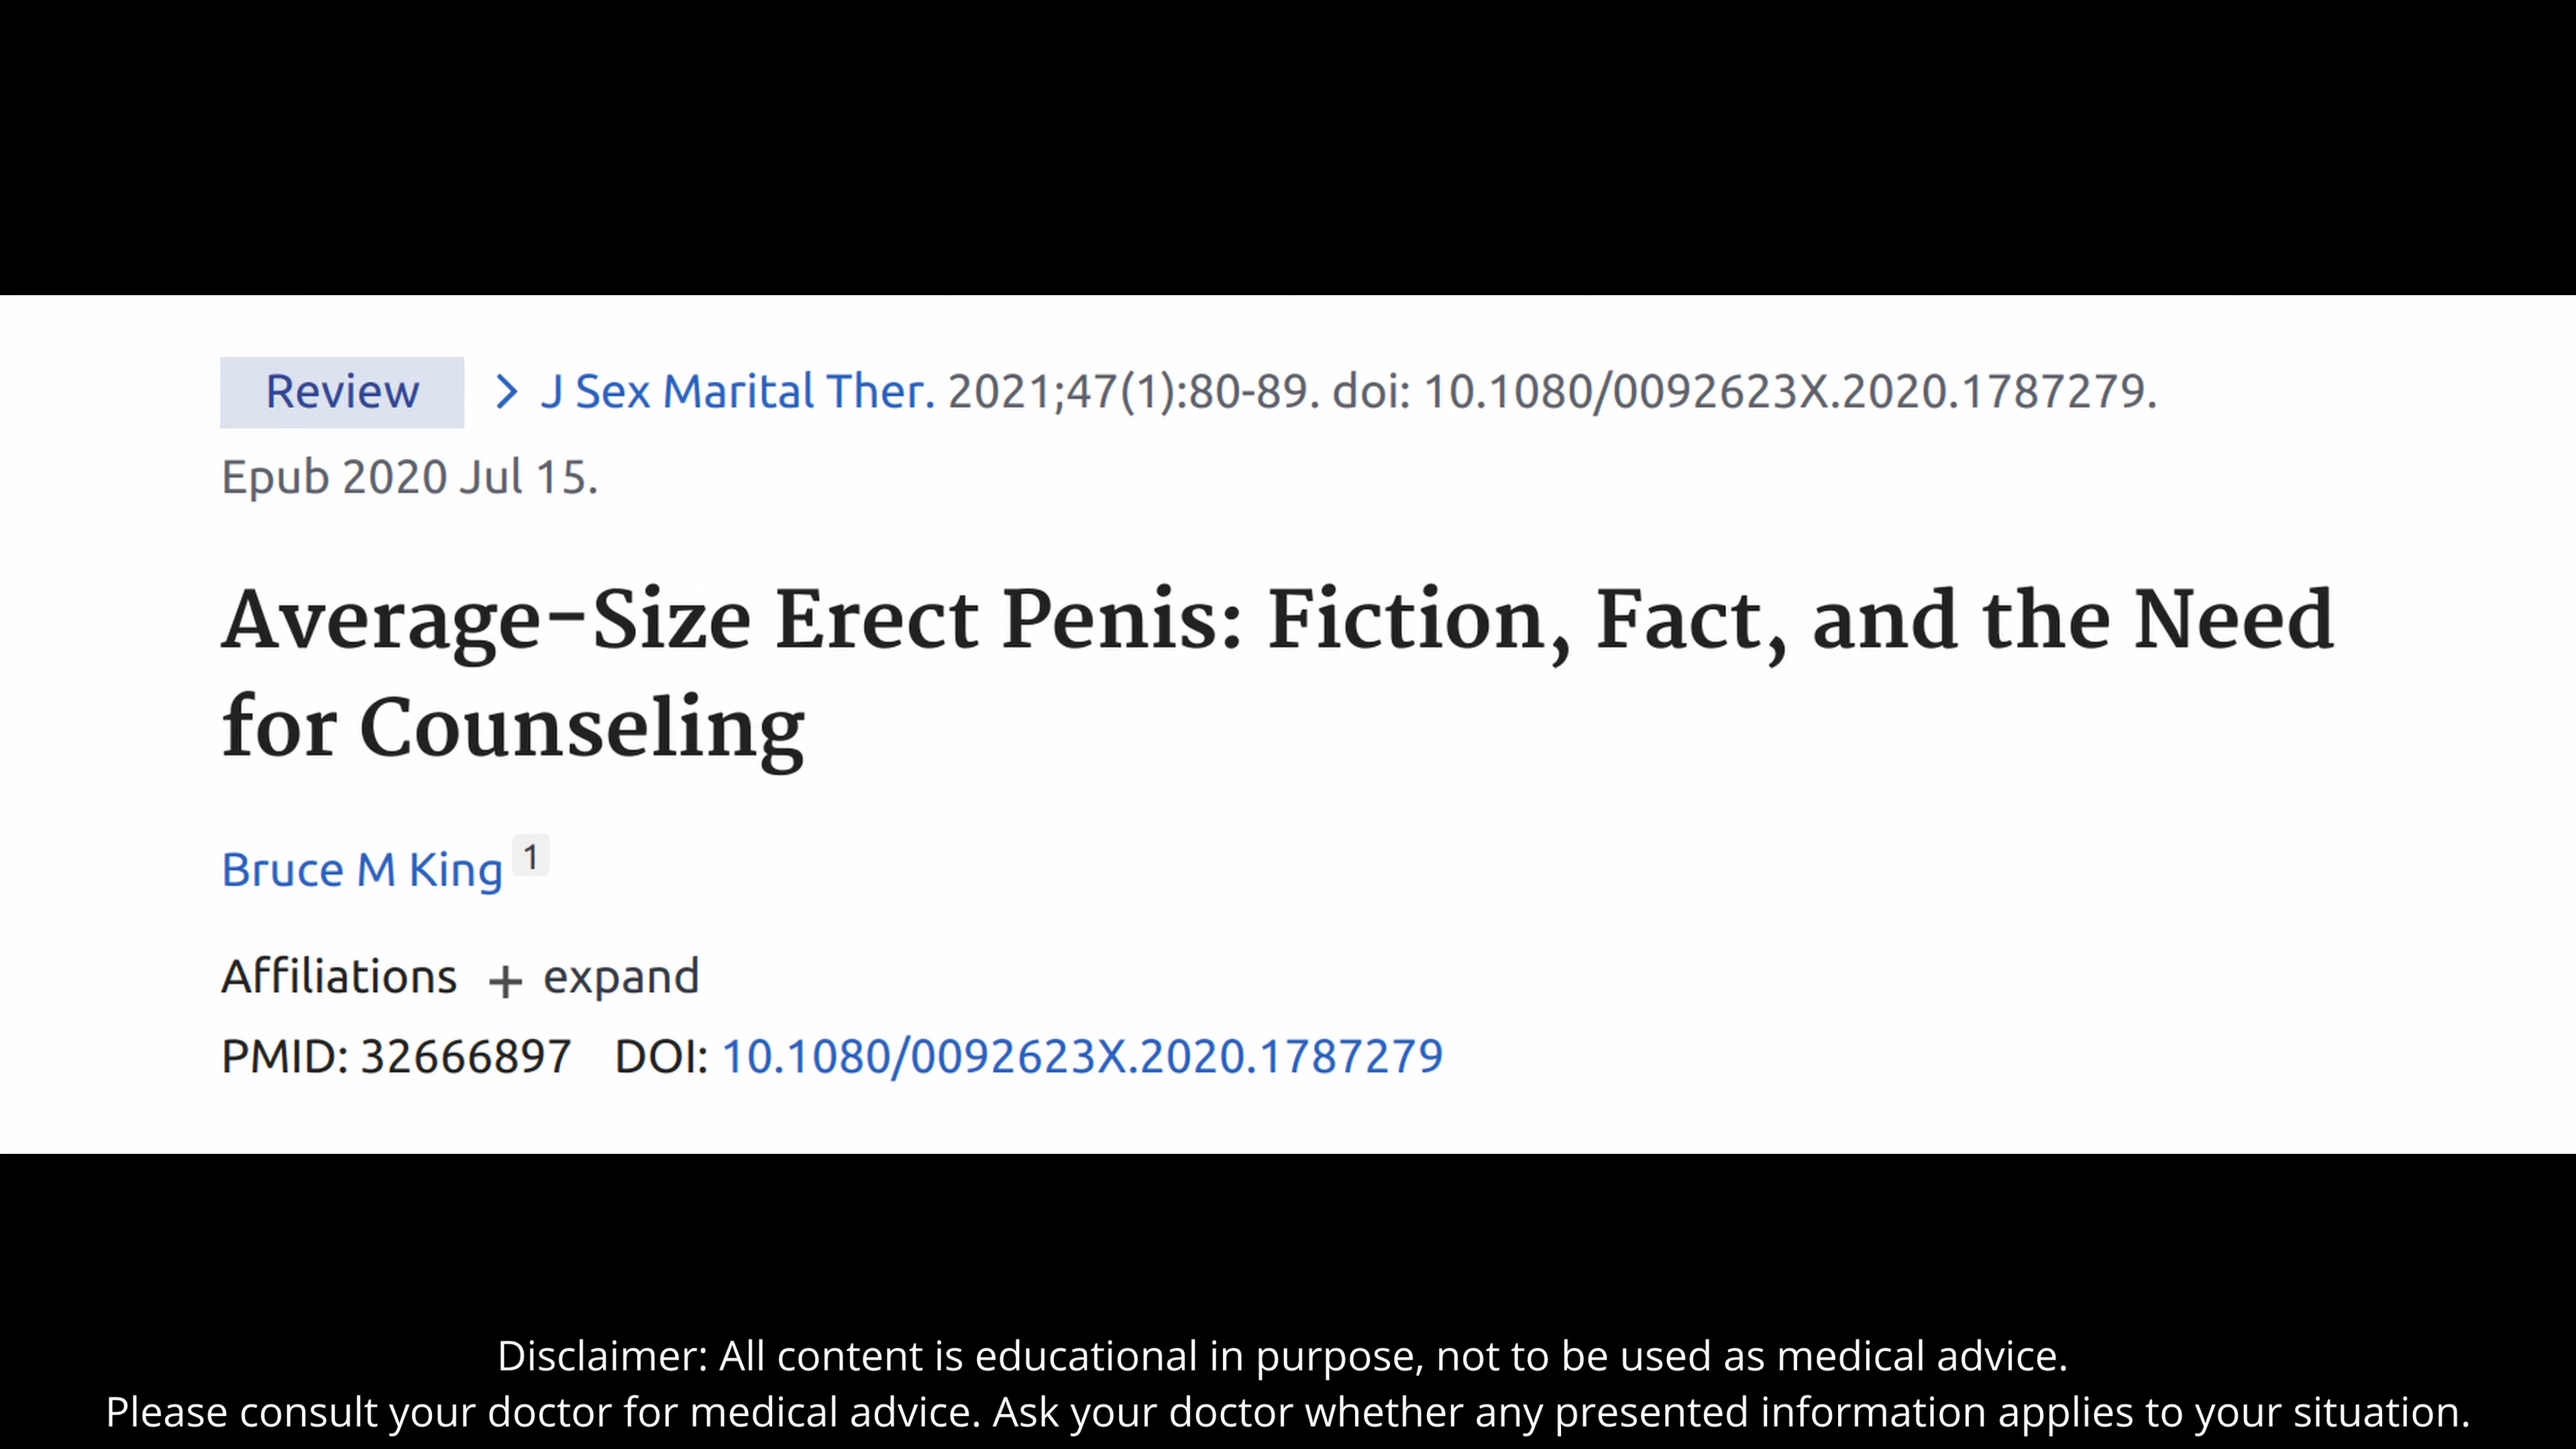 Review > J Sex Marital Ther. 2021;47(1):80-89. doi: 10.1080/0092623X.2020.1787279.
Epub 2020 Jul 15.
Average-Size Erect Penis: Fiction, Fact, and the Need
for Counseling
Bruce M King 1
Affiliations + expand
PMID: 32666897 DOI: 10.1080/0092623X.2020.1787279
Disclaimer: All content is educational in purpose, not to be used as medical advice.
Please consult your doctor for medical advice. Ask your doctor whether any presented information applies to your situation.